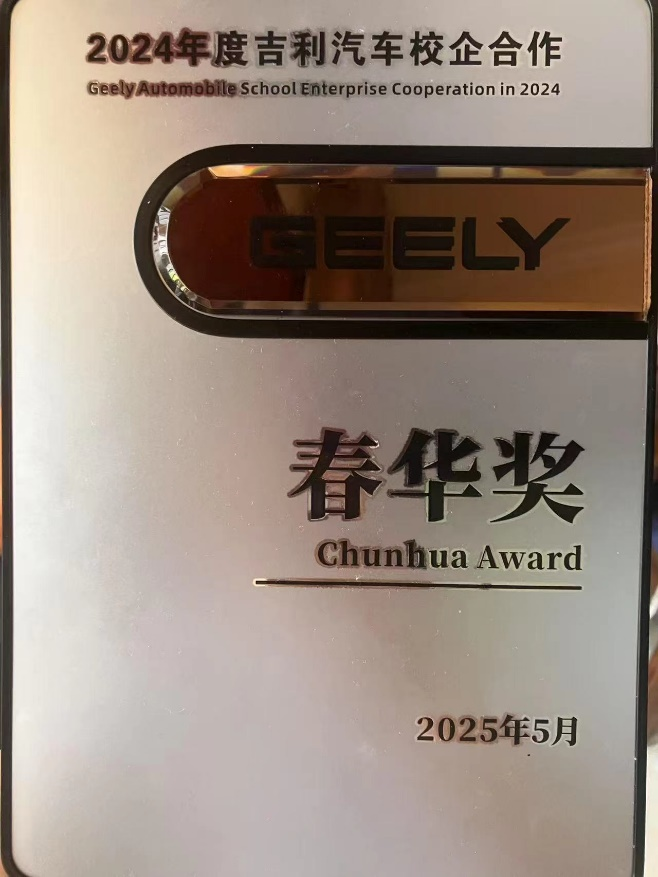 2024年度吉利汽车校企合作
Geely Automobile School Enterprise Cooperation in 2024
GEELY
春华奖
Chunhua Award
2025年5月